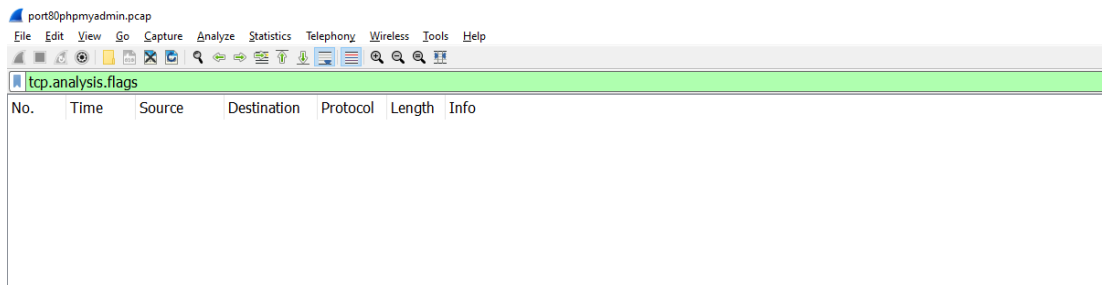 port80phpmyadmin.pcap
File Edit View Go Capture Analyze Statistics Telephony Wireless Tools Help
tcp.analysis.flags
No. Time Source Destination Protocol Length Info